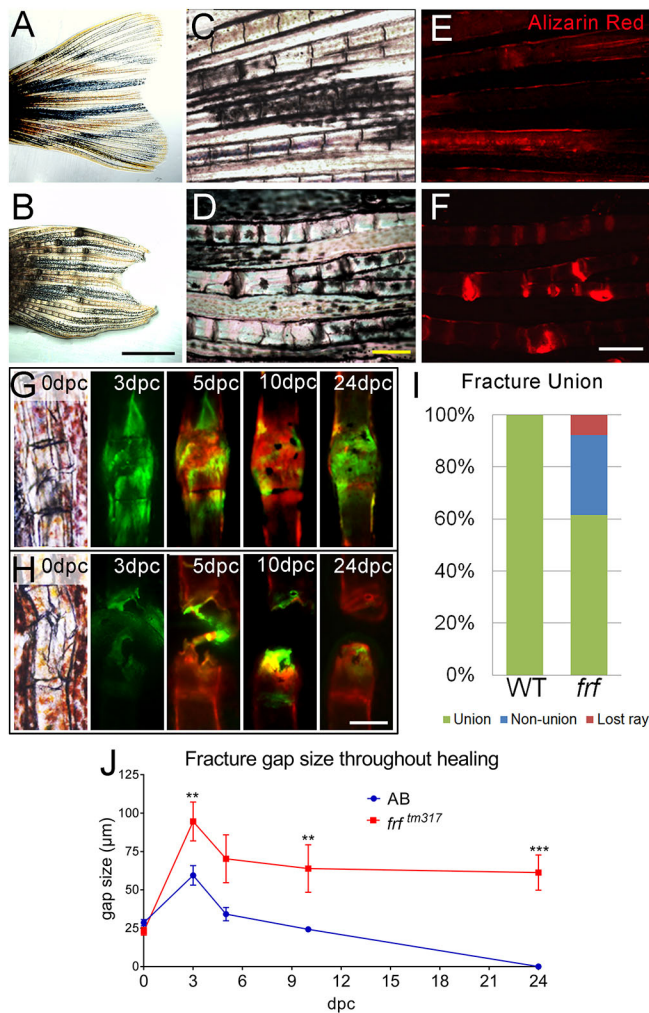 A
C
E
Alizarin Red
B
D
F
G
0dpc
3dpc
5dpc
10dpc
24dpc
H
0dpc
3dpc
5dpc
10dpc
24dpc
I
Fracture Union
100%
80%
60%
40%
20%
0%
WT
frf
Union
Non-union
Lost ray
J
Fracture gap size throughout healing
gap size (µm)
125
100
75
50
25
0
**
**
***
AB
frf tm317
0
3
6
9
12
15
18
21
24
dpc